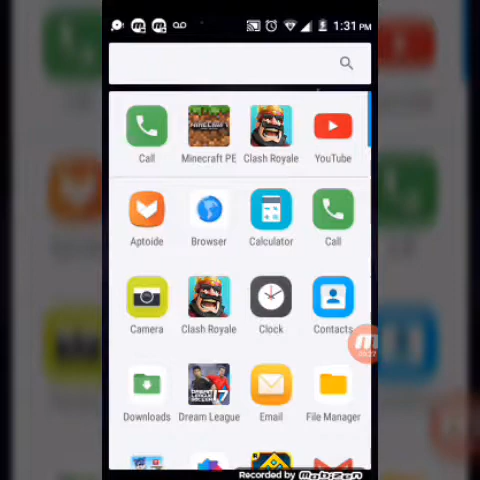 1:31 PM
Call Minecraft PE Clash Royale YouTube
Aptoide Browser Calculator Call
Camera Clash Royale Clock Contacts
Downloads Dream League Email File Manager
Recorded by Mobizen